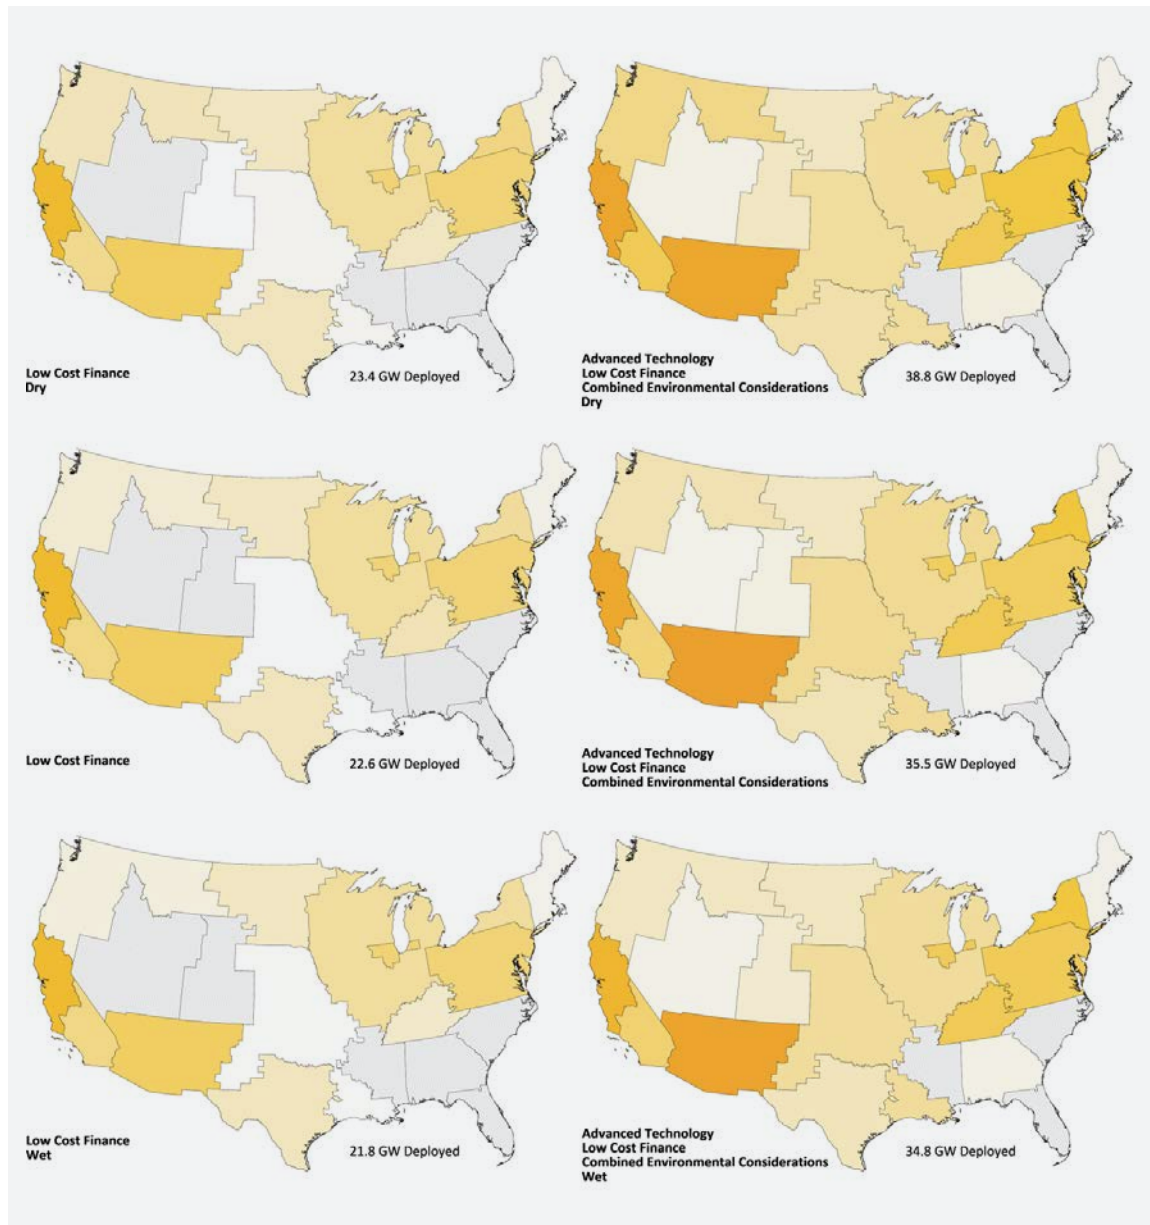 Low Cost Finance
Dry
23.4 GW Deployed
Advanced Technology
Low Cost Finance
Combined Environmental Considerations
Dry
38.8 GW Deployed
Low Cost Finance
22.6 GW Deployed
Advanced Technology
Low Cost Finance
Combined Environmental Considerations
35.5 GW Deployed
Low Cost Finance
Wet
21.8 GW Deployed
Advanced Technology
Low Cost Finance
Combined Environmental Considerations
Wet
34.8 GW Deployed